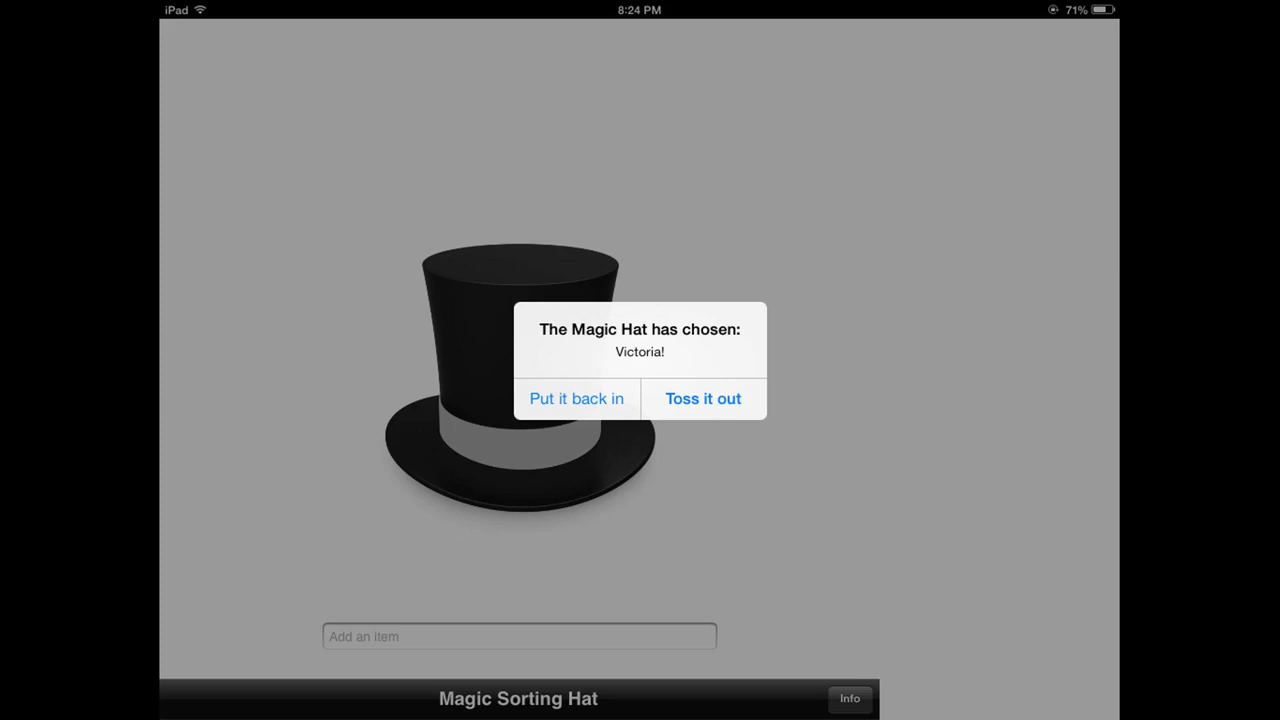 iPad 8:24 PM 71%
The Magic Hat has chosen:
Victoria!
Put it back in Toss it out
Add an item
Magic Sorting Hat Info